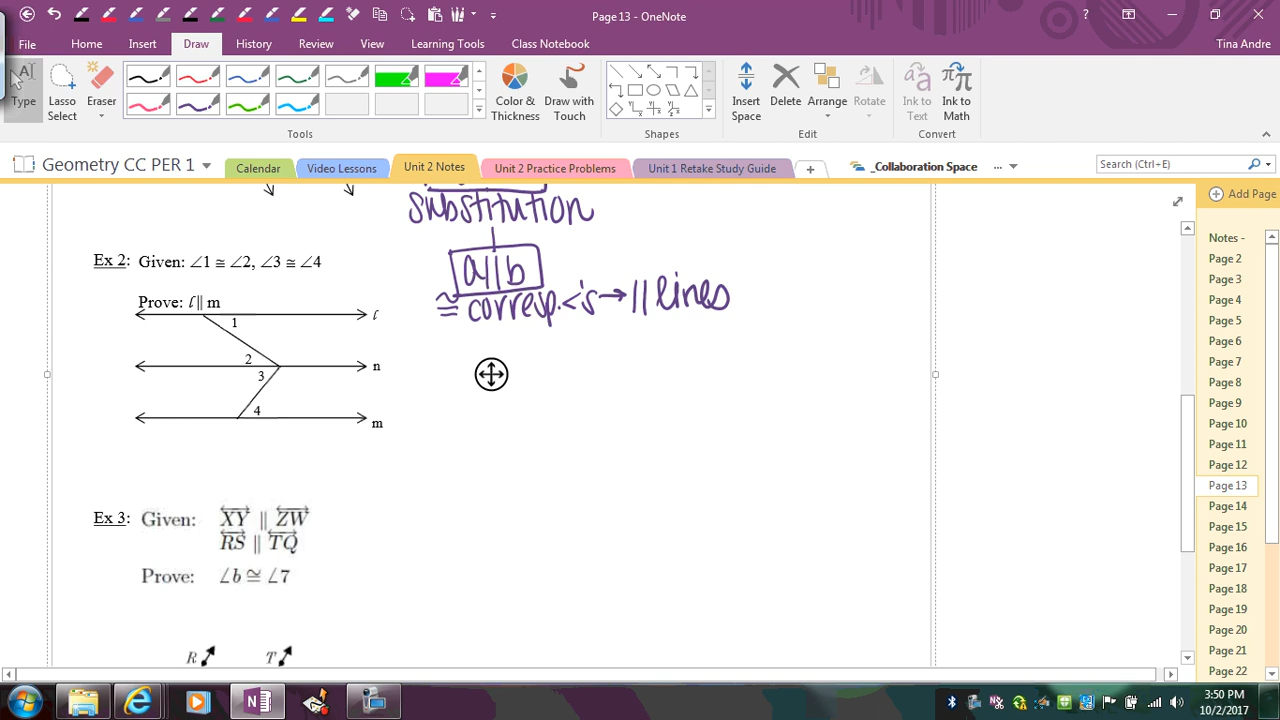 Page 13 - OneNote
?
File
Home
Insert
Draw
History
Review
View
Learning Tools
Class Notebook
Tina Andre
Type
Lasso Select
Eraser
Color & Thickness
Draw with Touch
Insert Space
Delete
Arrange
Rotate
Ink to Text
Ink to Math
Tools
Shapes
Edit
Convert
Geometry CC PER 1
Calendar
Video Lessons
Unit 2 Notes
Unit 2 Practice Problems
Unit 1 Retake Study Guide
_Collaboration Space
...
Search (Ctrl+E)
Add Page
substitution
a||b
≅ corresp. <'s → || lines
Ex 2: Given: ∠1 ≅ ∠2, ∠3 ≅ ∠4
Prove: ℓ || m
1
ℓ
2
n
3
4
m
Ex 3: Given: XY || ZW
RS || TQ
Prove: ∠b ≅ ∠7
R
T
Notes -
Page 2
Page 3
Page 4
Page 5
Page 6
Page 7
Page 8
Page 9
Page 10
Page 11
Page 12
Page 13
Page 14
Page 15
Page 16
Page 17
Page 18
Page 19
Page 20
Page 21
Page 22
3:50 PM
10/2/2017